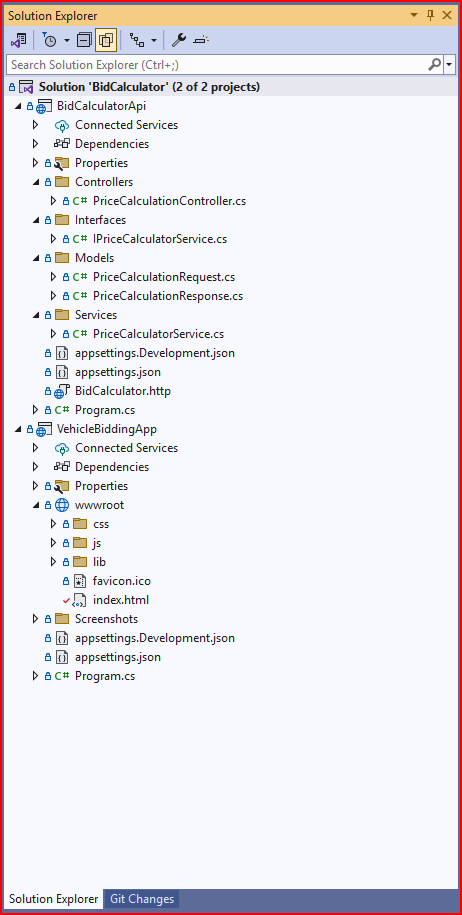 Solution Explorer
Search Solution Explorer (Ctrl+;)
Solution 'BidCalculator' (2 of 2 projects)
BidCalculatorApi
Connected Services
Dependencies
Properties
Controllers
C# PriceCalculationController.cs
Interfaces
C# IPriceCalculatorService.cs
Models
C# PriceCalculationRequest.cs
C# PriceCalculationResponse.cs
Services
C# PriceCalculatorService.cs
appsettings.Development.json
appsettings.json
BidCalculator.http
C# Program.cs
VehicleBiddingApp
Connected Services
Dependencies
Properties
wwwroot
css
js
lib
favicon.ico
index.html
Screenshots
appsettings.Development.json
appsettings.json
C# Program.cs
Solution Explorer Git Changes